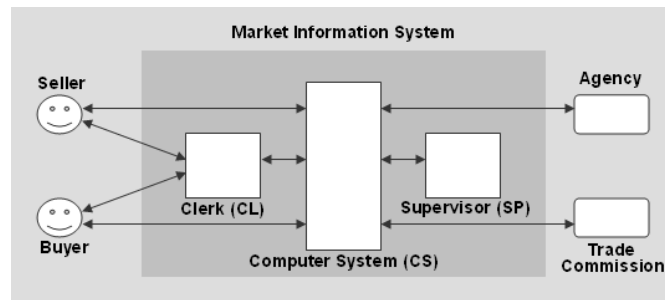 Market Information System
Seller
Agency
Clerk (CL)
Supervisor (SP)
Buyer
Computer System (CS)
Trade
Commission